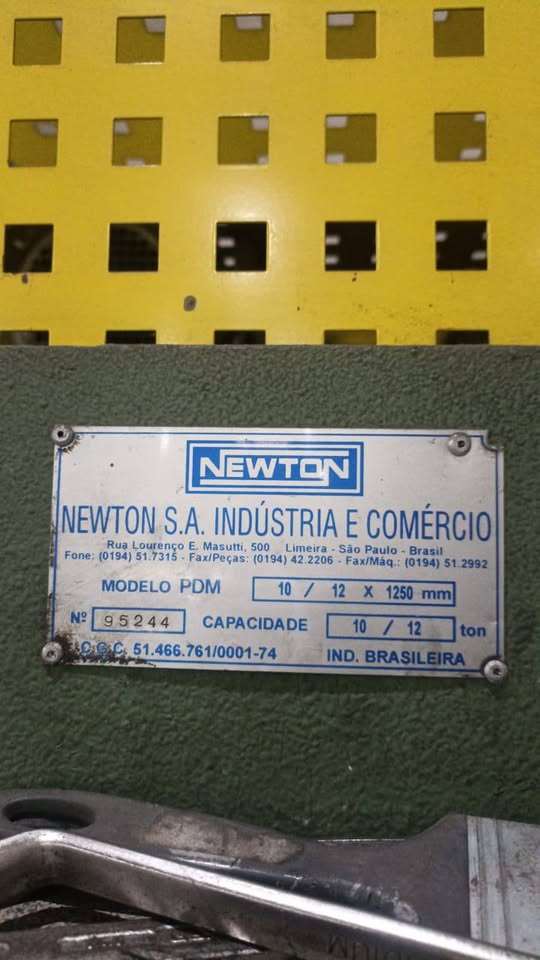 NEWTON
NEWTON S.A. INDÚSTRIA E COMÉRCIO
Rua Lourenço E. Masutti, 500 Limeira - São Paulo - Brasil
Fone: (0194) 51.7315 - Fax/Peças: (0194) 42.2206 - Fax/Máq.: (0194) 51.2992
MODELO PDM 10 / 12 X 1250 mm
Nº 95244 CAPACIDADE 10 / 12 ton
C.G.C. 51.466.761/0001-74 IND. BRASILEIRA